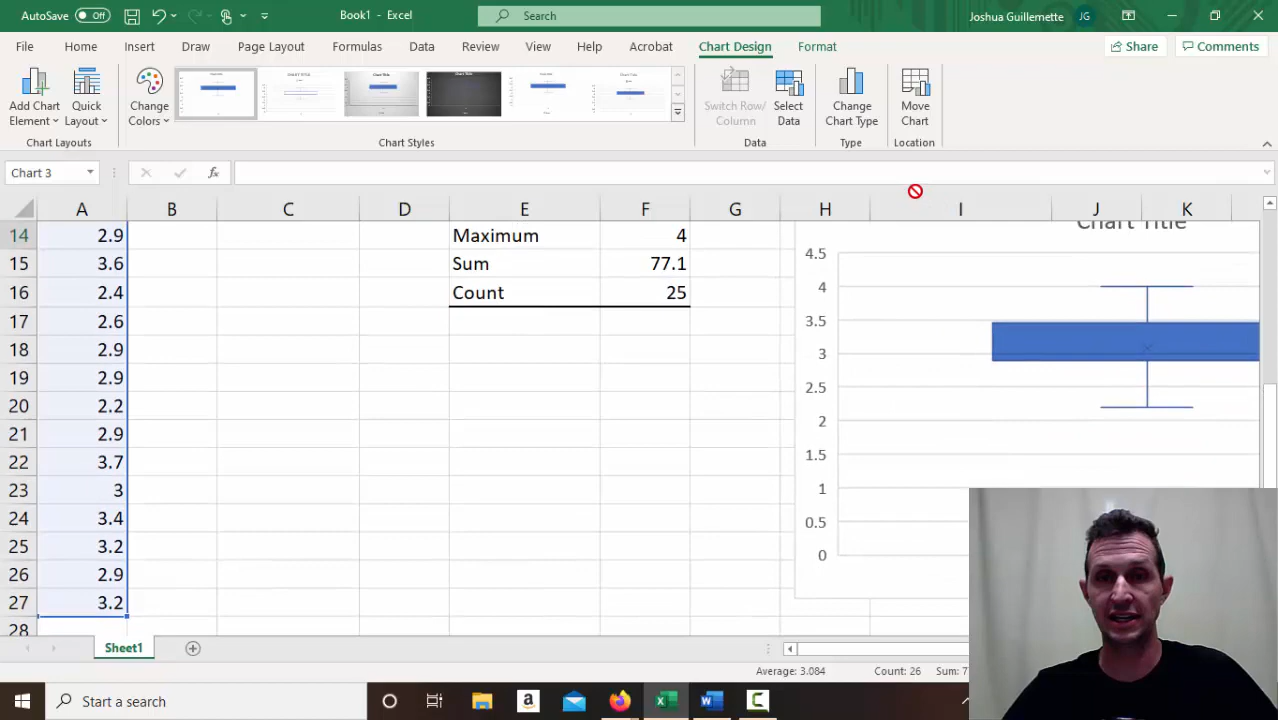 AutoSave Off Book1 - Excel Search Joshua Guillemette JG
File Home Insert Draw Page Layout Formulas Data Review View Help Acrobat Chart Design Format Share Comments
Add Chart Element Quick Layout
Change Colors
Switch Row/ Column Select Data
Change Chart Type
Move Chart
Chart Layouts Chart Styles Data Type Location
Chart 3 fx
A B C D E F G H I J K
14 2.9 Maximum 4
15 3.6 Sum 77.1
16 2.4 Count 25
17 2.6
18 2.9
19 2.9
20 2.2
21 2.9
22 3.7
23 3
24 3.4
25 3.2
26 2.9
27 3.2
28
Chart Title
4.5
4
3.5
3
2.5
2
1.5
1
0.5
0
Sheet1
Average: 3.084 Count: 26 Sum: 7
Start a search